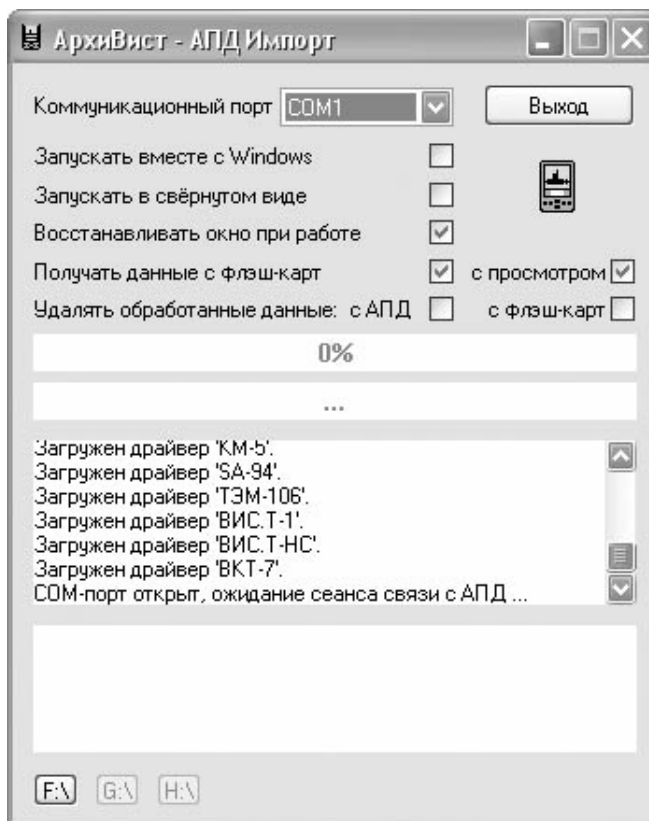 АрхиВист - АПД Импорт
Коммуникационный порт COM1 Выход
Запускать вместе с Windows
Запускать в свёрнутом виде
Восстанавливать окно при работе
Получать данные с флэш-карт с просмотром
Удалять обработанные данные: с АПД с флэш-карт
0%
...
Загружен драйвер 'КМ-5'.
Загружен драйвер 'SA-94'.
Загружен драйвер 'ТЭМ-106'.
Загружен драйвер 'ВИС.Т-1'.
Загружен драйвер 'ВИС.Т-НС'.
Загружен драйвер 'ВКТ-7'.
COM-порт открыт, ожидание сеанса связи с АПД ...
F:\ G:\ H:\